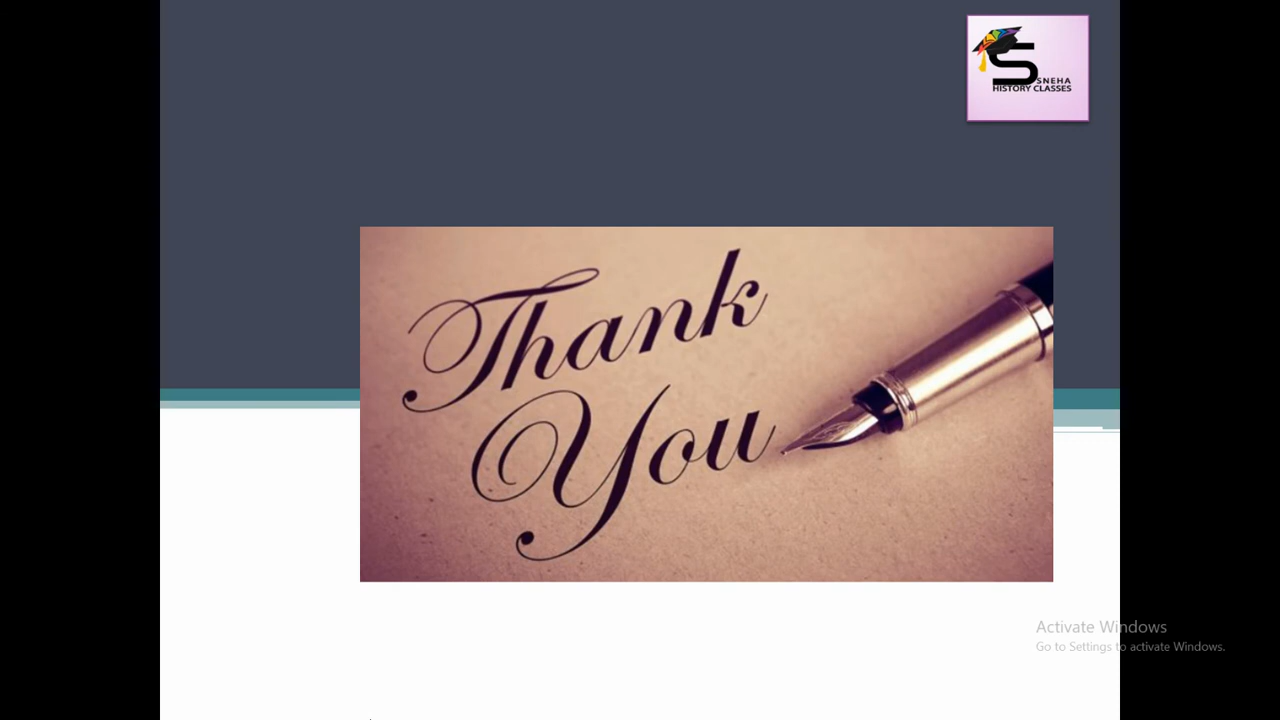 SNEHA
HISTORY CLASSES
Thank
You
Activate Windows
Go to Settings to activate Windows.